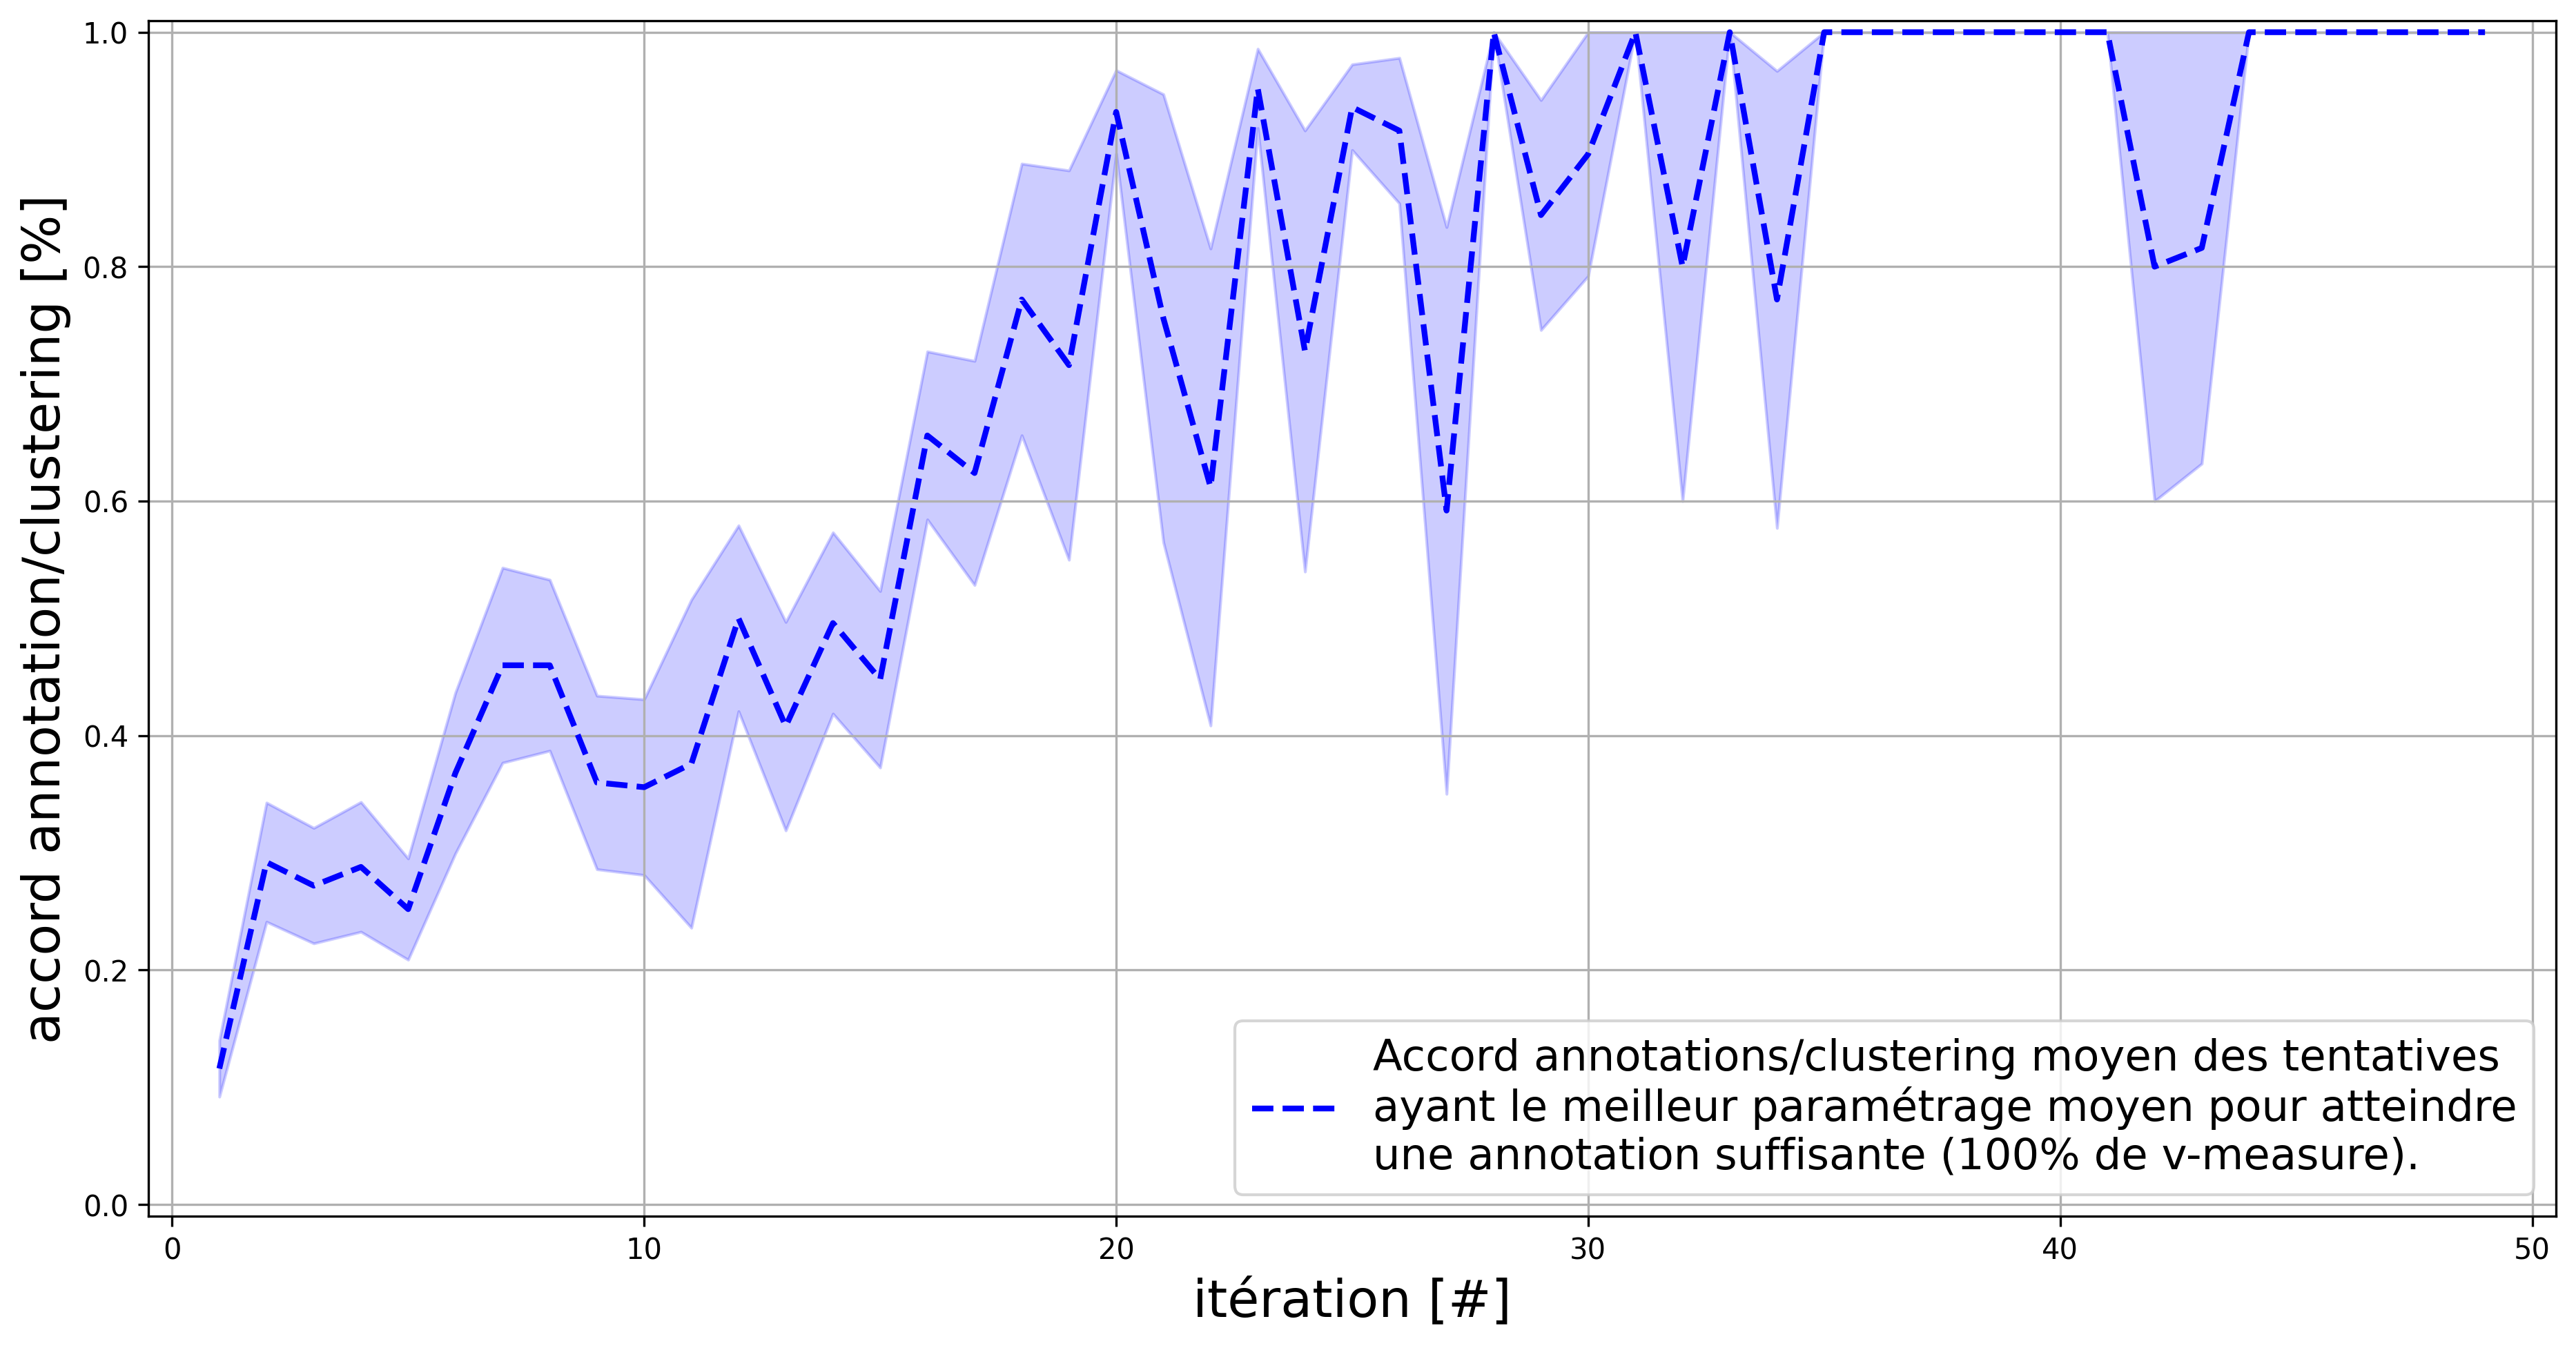 1.0
0.8
0.6
0.4
0.2
0.0
accord annotation/clustering [%]
0
10
20
30
40
50
itération [#]
Accord annotations/clustering moyen des tentatives
ayant le meilleur paramétrage moyen pour atteindre
une annotation suffisante (100% de v-measure).